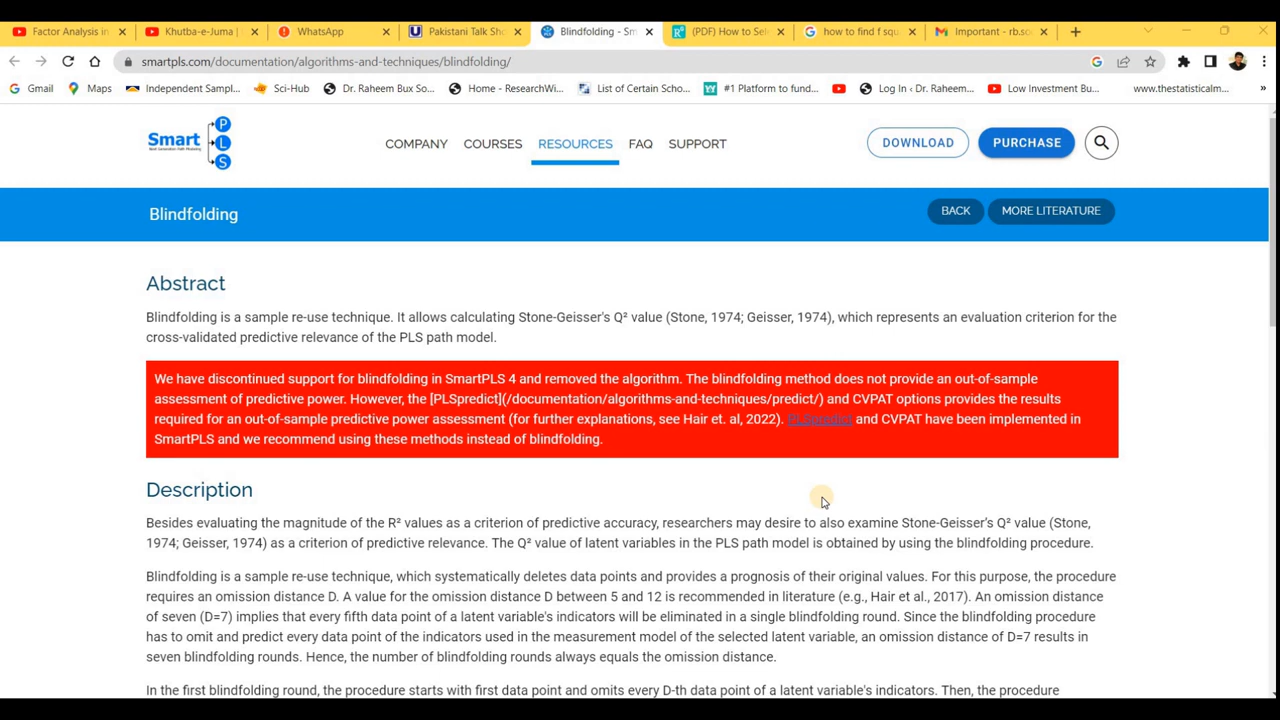 Factor Analysis in
Khutba-e-Juma |
WhatsApp
Pakistani Talk Sho
Blindfolding - Sm
(PDF) How to Sele
how to find f squ
Important - rb.so
smartpls.com/documentation/algorithms-and-techniques/blindfolding/
Gmail
Maps
Independent Sampl...
Sci-Hub
Dr. Raheem Bux So...
Home - ResearchWi...
List of Certain Scho...
#1 Platform to fund...
Log In ‹ Dr. Raheem...
Low Investment Bu...
www.thestatisticalm...
Smart PLS
COMPANY
COURSES
RESOURCES
FAQ
SUPPORT
DOWNLOAD
PURCHASE
Blindfolding
BACK
MORE LITERATURE
Abstract
Blindfolding is a sample re-use technique. It allows calculating Stone-Geisser's Q² value (Stone, 1974; Geisser, 1974), which represents an evaluation criterion for the
cross-validated predictive relevance of the PLS path model.
We have discontinued support for blindfolding in SmartPLS 4 and removed the algorithm. The blindfolding method does not provide an out-of-sample
assessment of predictive power. However, the [PLSpredict](/documentation/algorithms-and-techniques/predict/) and CVPAT options provides the results
required for an out-of-sample predictive power assessment (for further explanations, see Hair et. al, 2022). PLSpredict and CVPAT have been implemented in
SmartPLS and we recommend using these methods instead of blindfolding.
Description
Besides evaluating the magnitude of the R² values as a criterion of predictive accuracy, researchers may desire to also examine Stone-Geisser's Q² value (Stone,
1974; Geisser, 1974) as a criterion of predictive relevance. The Q² value of latent variables in the PLS path model is obtained by using the blindfolding procedure.
Blindfolding is a sample re-use technique, which systematically deletes data points and provides a prognosis of their original values. For this purpose, the procedure
requires an omission distance D. A value for the omission distance D between 5 and 12 is recommended in literature (e.g., Hair et al., 2017). An omission distance
of seven (D=7) implies that every fifth data point of a latent variable's indicators will be eliminated in a single blindfolding round. Since the blindfolding procedure
has to omit and predict every data point of the indicators used in the measurement model of the selected latent variable, an omission distance of D=7 results in
seven blindfolding rounds. Hence, the number of blindfolding rounds always equals the omission distance.
In the first blindfolding round, the procedure starts with first data point and omits every D-th data point of a latent variable's indicators. Then, the procedure